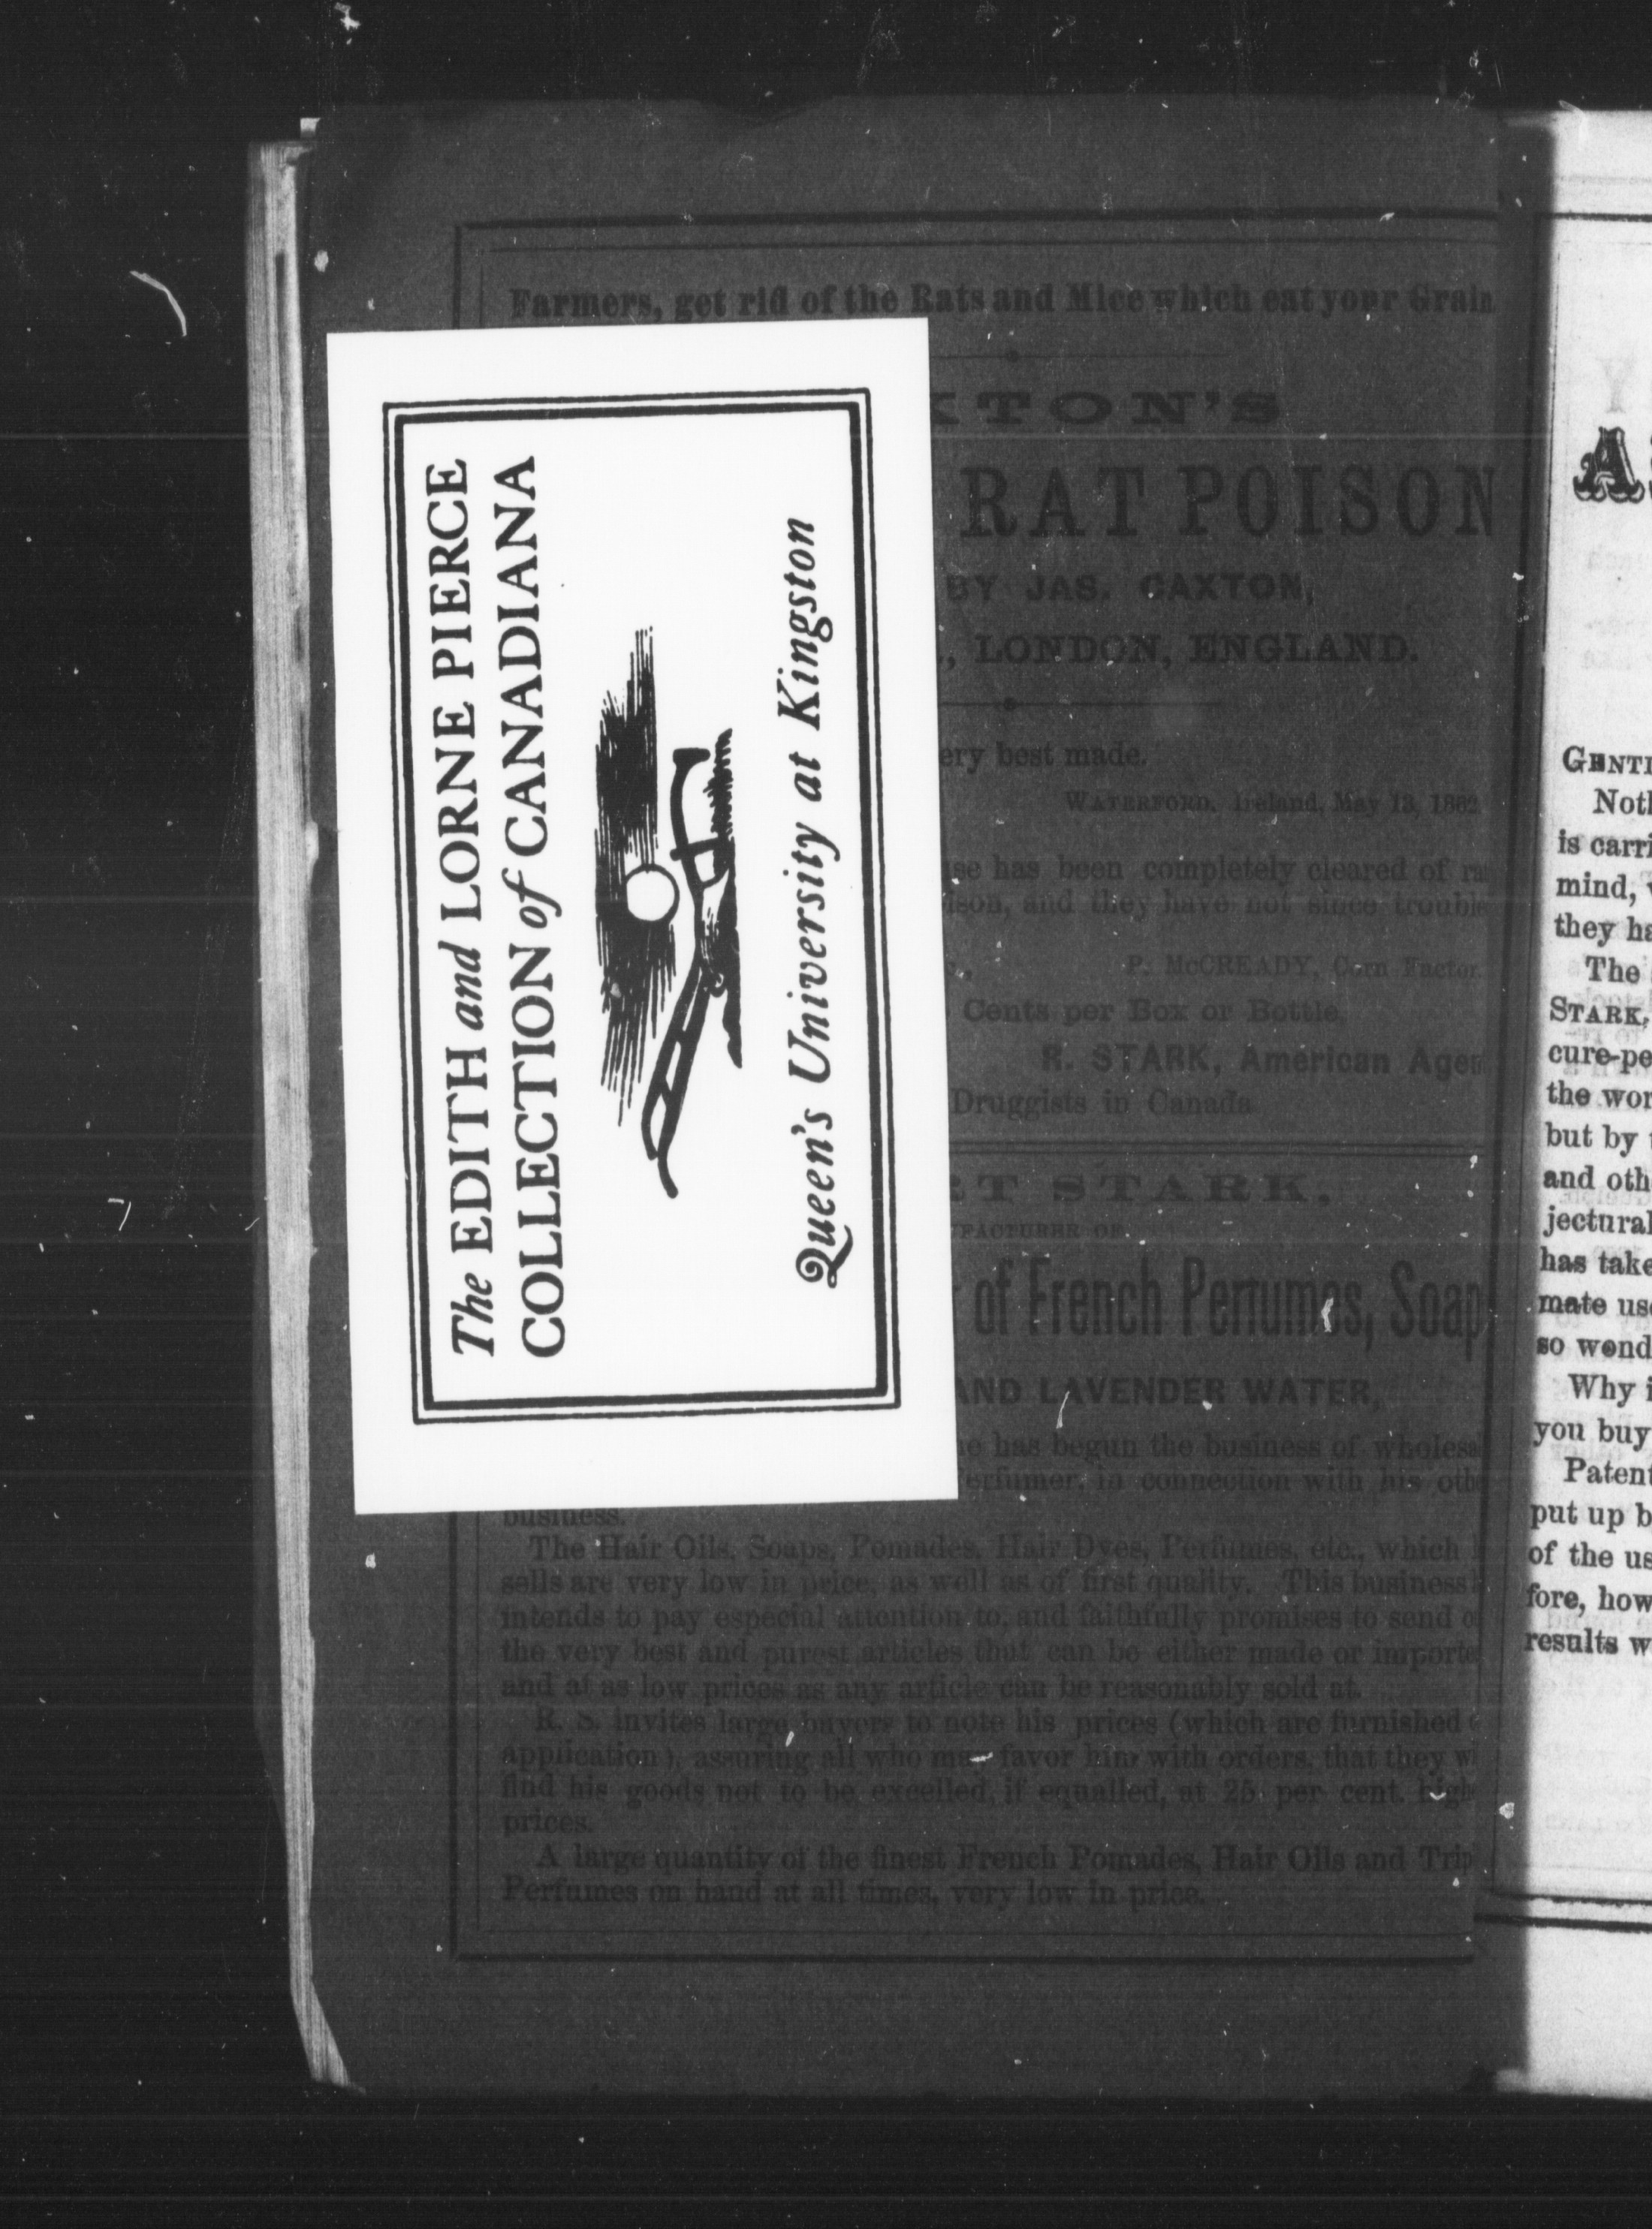 Farmers, get rid of the Rats and Mice which eat your Grain
The EDITH and LORNE PIERCE
COLLECTION of CANADIANA
Queen's University at Kingston
KTON'S
RAT POISON
BY JAS. CAXTON,
LONDON, ENGLAND.
ery best made.
WATERFORD, Ireland, May 13, 1862
se has been completely cleared of ra
ison, and they have not since trouble
P. McCREADY, Corn Factor.
Cents per Box or Bottle.
R. STARK, American Agen
Druggists in Canada
RT STARK,
UFACTURER OF
of French Perfumes, Soap
AND LAVENDER WATER,
he has begun the business of wholesa
Perfumer, in connection with his oth
business.
The Hair Oils, Soaps, Pomades, Hair Dyes, Perfumes, etc., which
sells are very low in price, as well as of first quality. This business
intends to pay especial attention to, and faithfully promises to send o
the very best and purest articles that can be either made or importe
and at as low prices as any article can be reasonably sold at.
R. S. invites large buyers to note his prices (which are furnished
application), assuring all who may favor him with orders, that they wi
find his goods not to be excelled, if equalled, at 25 per cent. high
prices.
A large quantity of the finest French Pomades, Hair Oils and Trip
Perfumes on hand at all times, very low in price.
AS
GENTL
Noth
is carri
mind,
they ha
The
STARK,
cure-pe
the wor
but by
and oth
jectural
has take
mate us
so wond
Why i
you buy
Patent
put up b
of the us
fore, how
results w